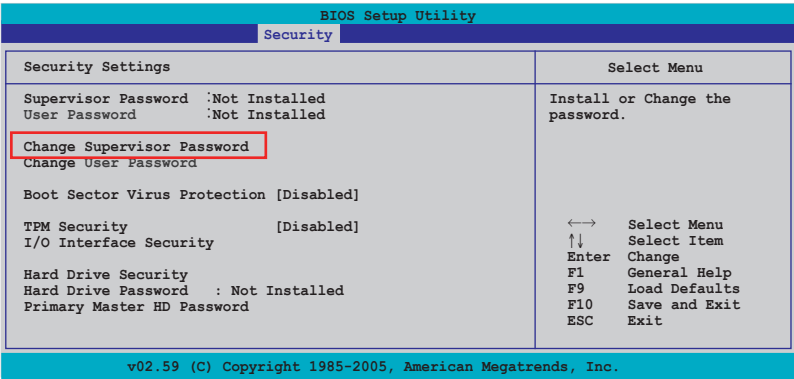 BIOS Setup Utility
Security
Security Settings
Supervisor Password :Not Installed
User Password :Not Installed
Change Supervisor Password
Change User Password
Boot Sector Virus Protection [Disabled]
TPM Security [Disabled]
I/O Interface Security
Hard Drive Security
Hard Drive Password : Not Installed
Primary Master HD Password
Select Menu
Install or Change the
password.
←→ Select Menu
↑↓ Select Item
Enter Change
F1 General Help
F9 Load Defaults
F10 Save and Exit
ESC Exit
v02.59 (C) Copyright 1985-2005, American Megatrends, Inc.